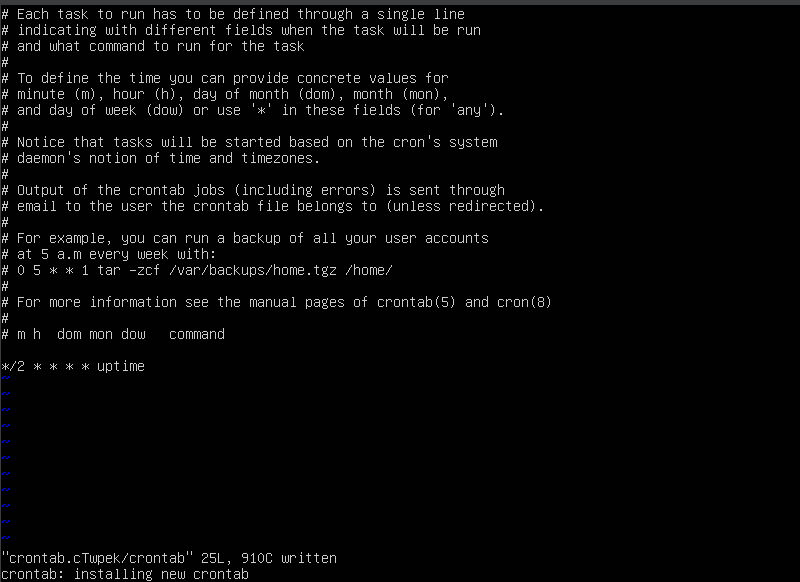 # Each task to run has to be defined through a single line
# indicating with different fields when the task will be run
# and what command to run for the task
#
# To define the time you can provide concrete values for
# minute (m), hour (h), day of month (dom), month (mon),
# and day of week (dow) or use '*' in these fields (for 'any').
#
# Notice that tasks will be started based on the cron's system
# daemon's notion of time and timezones.
#
# Output of the crontab jobs (including errors) is sent through
# email to the user the crontab file belongs to (unless redirected).
#
# For example, you can run a backup of all your user accounts
# at 5 a.m every week with:
# 0 5 * * 1 tar -zcf /var/backups/home.tgz /home/
#
# For more information see the manual pages of crontab(5) and cron(8)
#
# m h  dom mon dow   command

*/2 * * * * uptime
~
~
~
~
~
~
~
~
~
~
~
"crontab.cTwpek/crontab" 25L, 910C written
crontab: installing new crontab